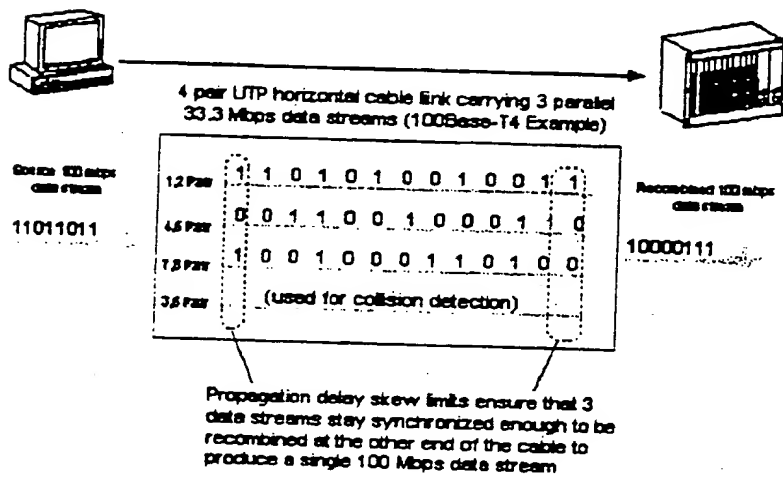 4 pair UTP horizontal cable link carrying 3 parallel
33.3 Mbps data streams (100Base-T4 Example)
Source 100 mbps
data stream
11011011
1,2 Pair 1 1 0 1 0 1 0 0 1 0 0 1 1
4,5 Pair 0 0 1 1 0 0 1 0 0 0 1 1 0
7,8 Pair 1 0 0 1 0 0 0 1 1 0 1 0 0
3,6 Pair (used for collision detection)
Recombined 100 mbps
data stream
10000111
Propagation delay skew limits ensure that 3
data streams stay synchronized enough to be
recombined at the other end of the cable to
produce a single 100 Mbps data stream